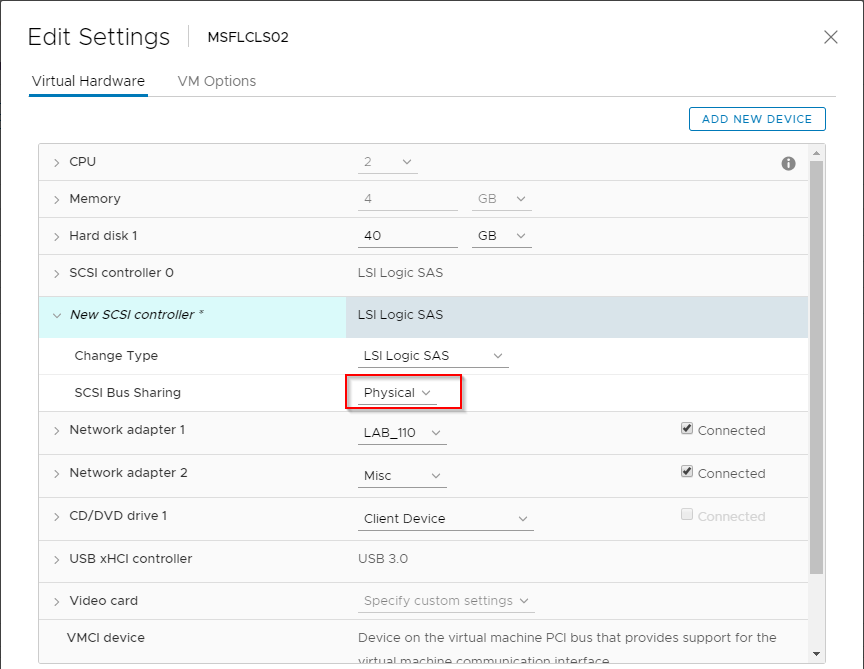 Edit Settings MSFLCLS02
Virtual Hardware VM Options
ADD NEW DEVICE
CPU 2
Memory 4 GB
Hard disk 1 40 GB
SCSI controller 0 LSI Logic SAS
New SCSI controller * LSI Logic SAS
Change Type LSI Logic SAS
SCSI Bus Sharing Physical
Network adapter 1 LAB_110 Connected
Network adapter 2 Misc Connected
CD/DVD drive 1 Client Device Connected
USB xHCI controller USB 3.0
Video card Specify custom settings
VMCI device Device on the virtual machine PCI bus that provides support for the
virtual machine communication interface